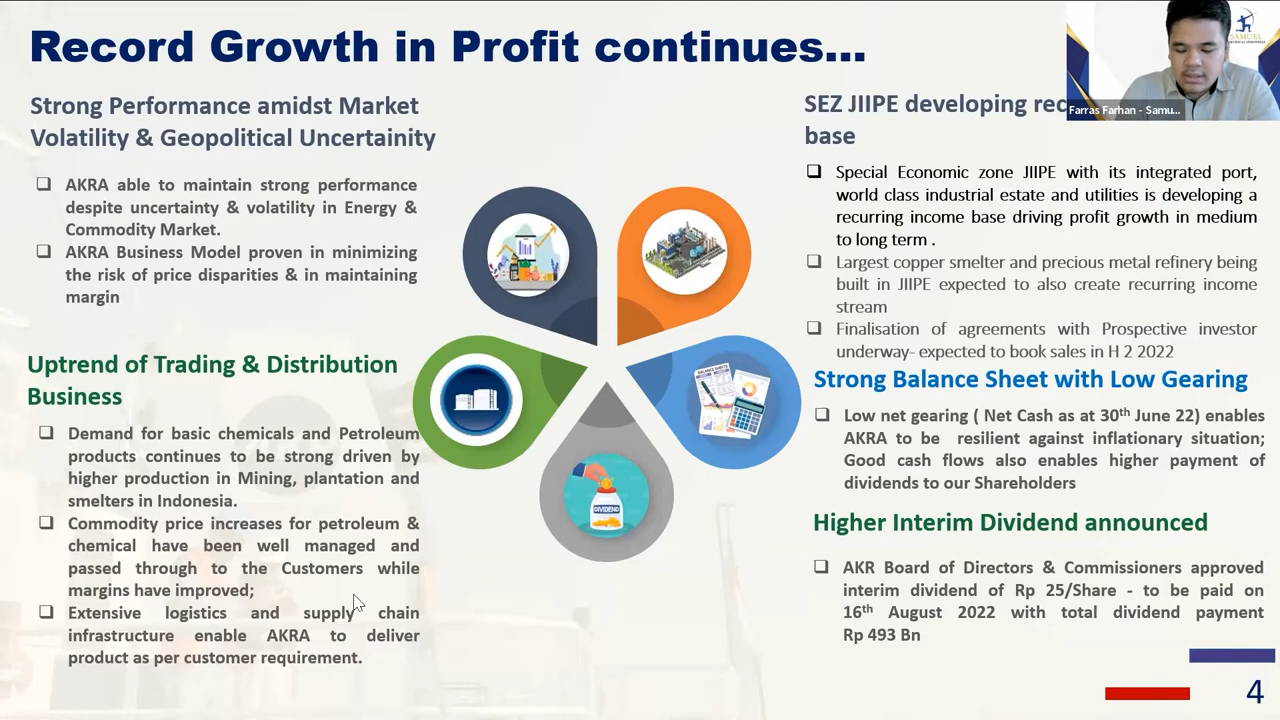 Record Growth in Profit continues...
SAMUEL
Farras Farhan - Samu...
Strong Performance amidst Market
Volatility & Geopolitical Uncertainity
❑ AKRA able to maintain strong performance
despite uncertainty & volatility in Energy &
Commodity Market.
❑ AKRA Business Model proven in minimizing
the risk of price disparities & in maintaining
margin
Uptrend of Trading & Distribution
Business
❑ Demand for basic chemicals and Petroleum
products continues to be strong driven by
higher production in Mining, plantation and
smelters in Indonesia.
❑ Commodity price increases for petroleum &
chemical have been well managed and
passed through to the Customers while
margins have improved;
❑ Extensive logistics and supply chain
infrastructure enable AKRA to deliver
product as per customer requirement.
BALANCE SHEET
DIVIDEND
SEZ JIIPE developing rec
base
❑ Special Economic zone JIIPE with its integrated port,
world class industrial estate and utilities is developing a
recurring income base driving profit growth in medium
to long term .
❑ Largest copper smelter and precious metal refinery being
built in JIIPE expected to also create recurring income
stream
❑ Finalisation of agreements with Prospective investor
underway- expected to book sales in H 2 2022
Strong Balance Sheet with Low Gearing
❑ Low net gearing ( Net Cash as at 30th June 22) enables
AKRA to be resilient against inflationary situation;
Good cash flows also enables higher payment of
dividends to our Shareholders
Higher Interim Dividend announced
❑ AKR Board of Directors & Commissioners approved
interim dividend of Rp 25/Share - to be paid on
16th August 2022 with total dividend payment
Rp 493 Bn
4